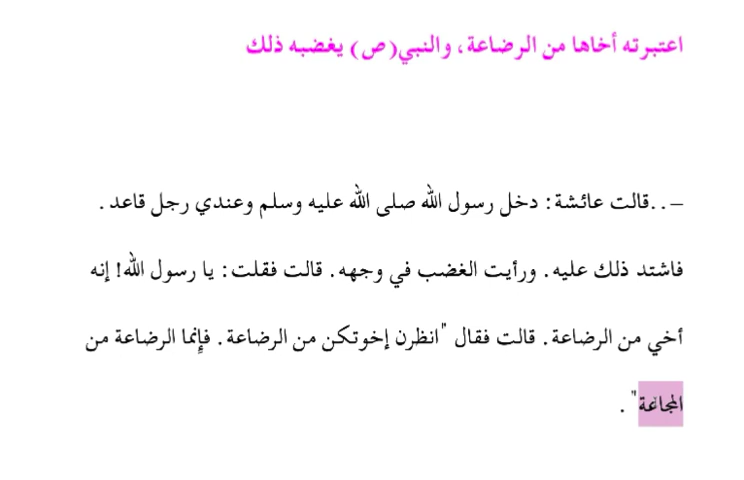 اعتبرته أخاها من الرضاعة، والنبي(ص) يغضبه ذلك
–..قالت عائشة: دخل رسول الله صلى الله عليه وسلم وعندي رجل قاعد.
فاشتد ذلك عليه. ورأيت الغضب في وجهه. قالت فقلت: يا رسول الله! إنه
أخي من الرضاعة. قالت فقال "انظرن إخوتكن من الرضاعة. فإنما الرضاعة من
المجاعة".